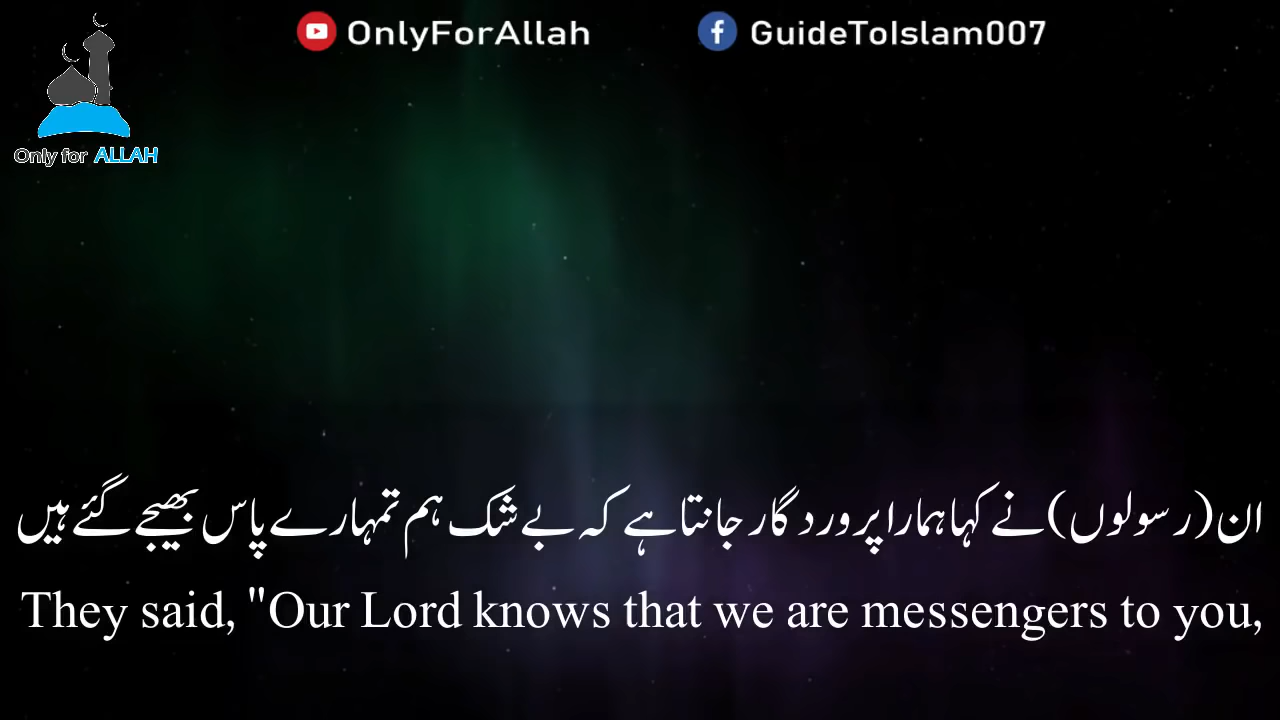 OnlyForAllah
GuideToIslam007
Only for ALLAH
ان (رسولوں) نے کہا ہمارا پروردگار جانتا ہے کہ بے شک ہم تمہارے پاس بھیجے گئے ہیں
They said, "Our Lord knows that we are messengers to you,